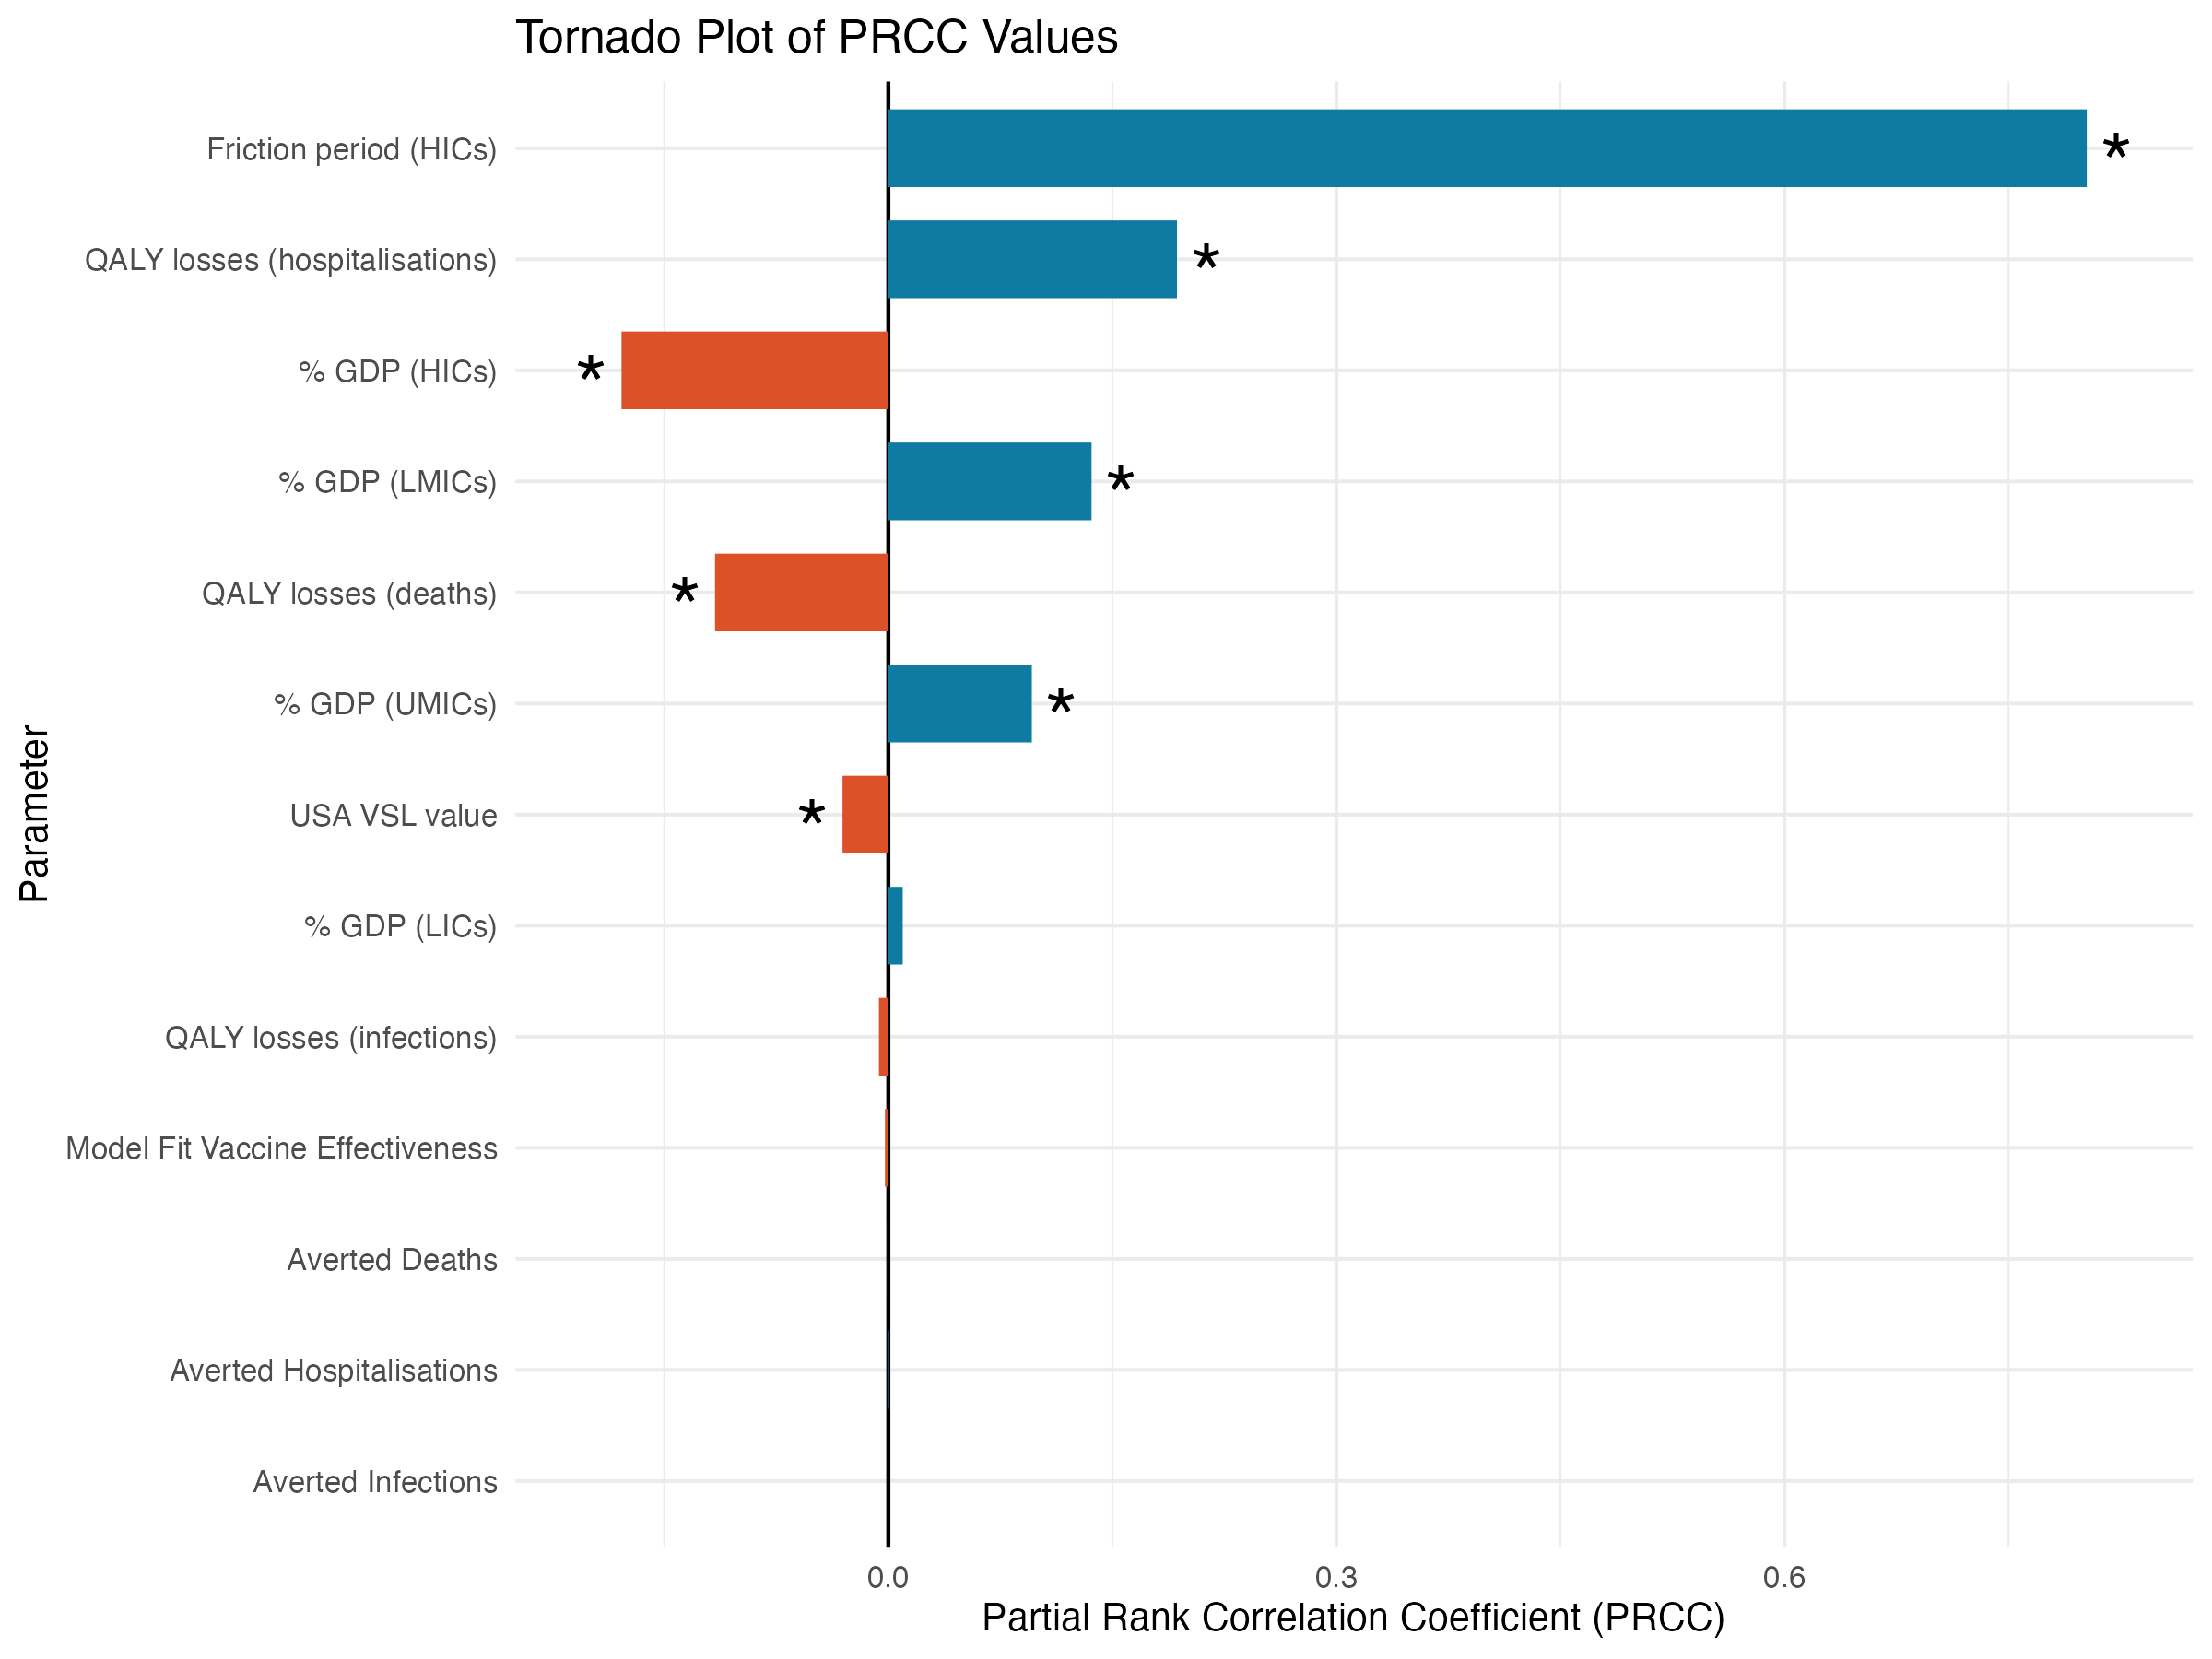 Tornado Plot of PRCC Values
Friction period (HICs)
*
QALY losses (hospitalisations)
*
% GDP (HICs)
*
% GDP (LMICs)
*
QALY losses (deaths)
*
% GDP (UMICs)
*
USA VSL value
*
% GDP (LICs)
QALY losses (infections)
Model Fit Vaccine Effectiveness
Averted Deaths
Averted Hospitalisations
Averted Infections
Parameter
0.0
0.3
0.6
Partial Rank Correlation Coefficient (PRCC)